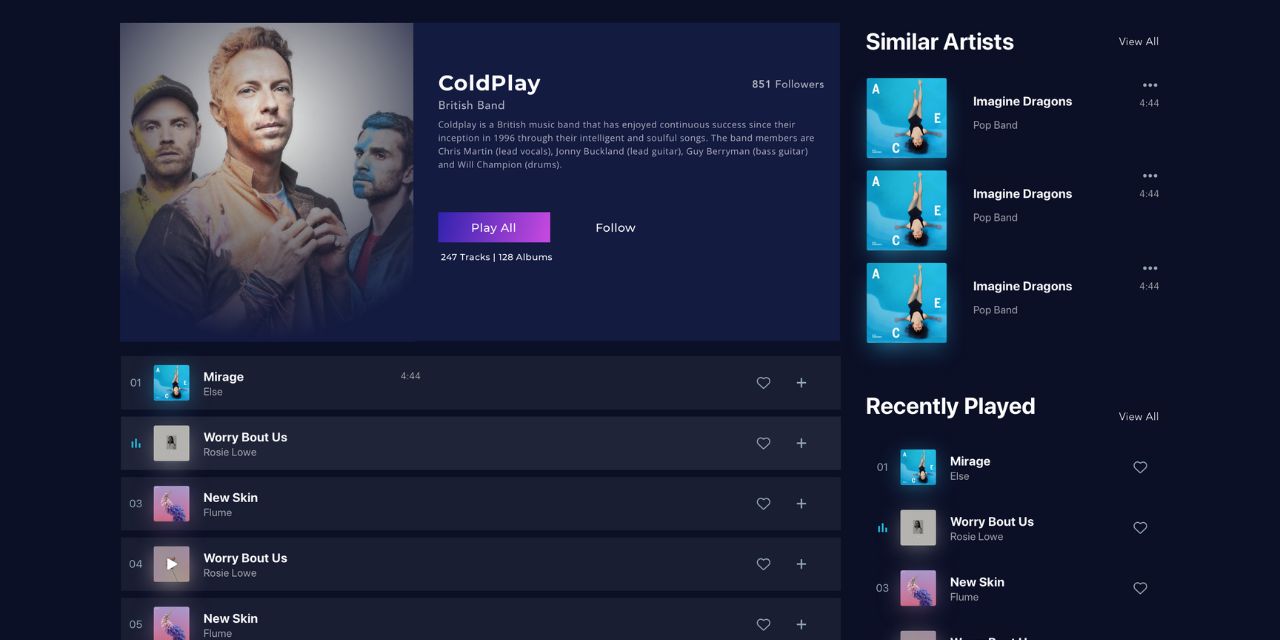 ColdPlay
851 Followers
British Band
Coldplay is a British music band that has enjoyed continuous success since their
inception in 1996 through their intelligent and soulful songs. The band members are
Chris Martin (lead vocals), Jonny Buckland (lead guitar), Guy Berryman (bass guitar)
and Will Champion (drums).
Play All
Follow
247 Tracks | 128 Albums
01
Mirage
4:44
Else
Worry Bout Us
Rosie Lowe
03
New Skin
Flume
04
Worry Bout Us
Rosie Lowe
05
New Skin
Flume
Similar Artists
View All
A
E
C
Imagine Dragons
4:44
Pop Band
A
E
C
Imagine Dragons
4:44
Pop Band
A
E
C
Imagine Dragons
4:44
Pop Band
Recently Played
View All
01
Mirage
Else
Worry Bout Us
Rosie Lowe
03
New Skin
Flume